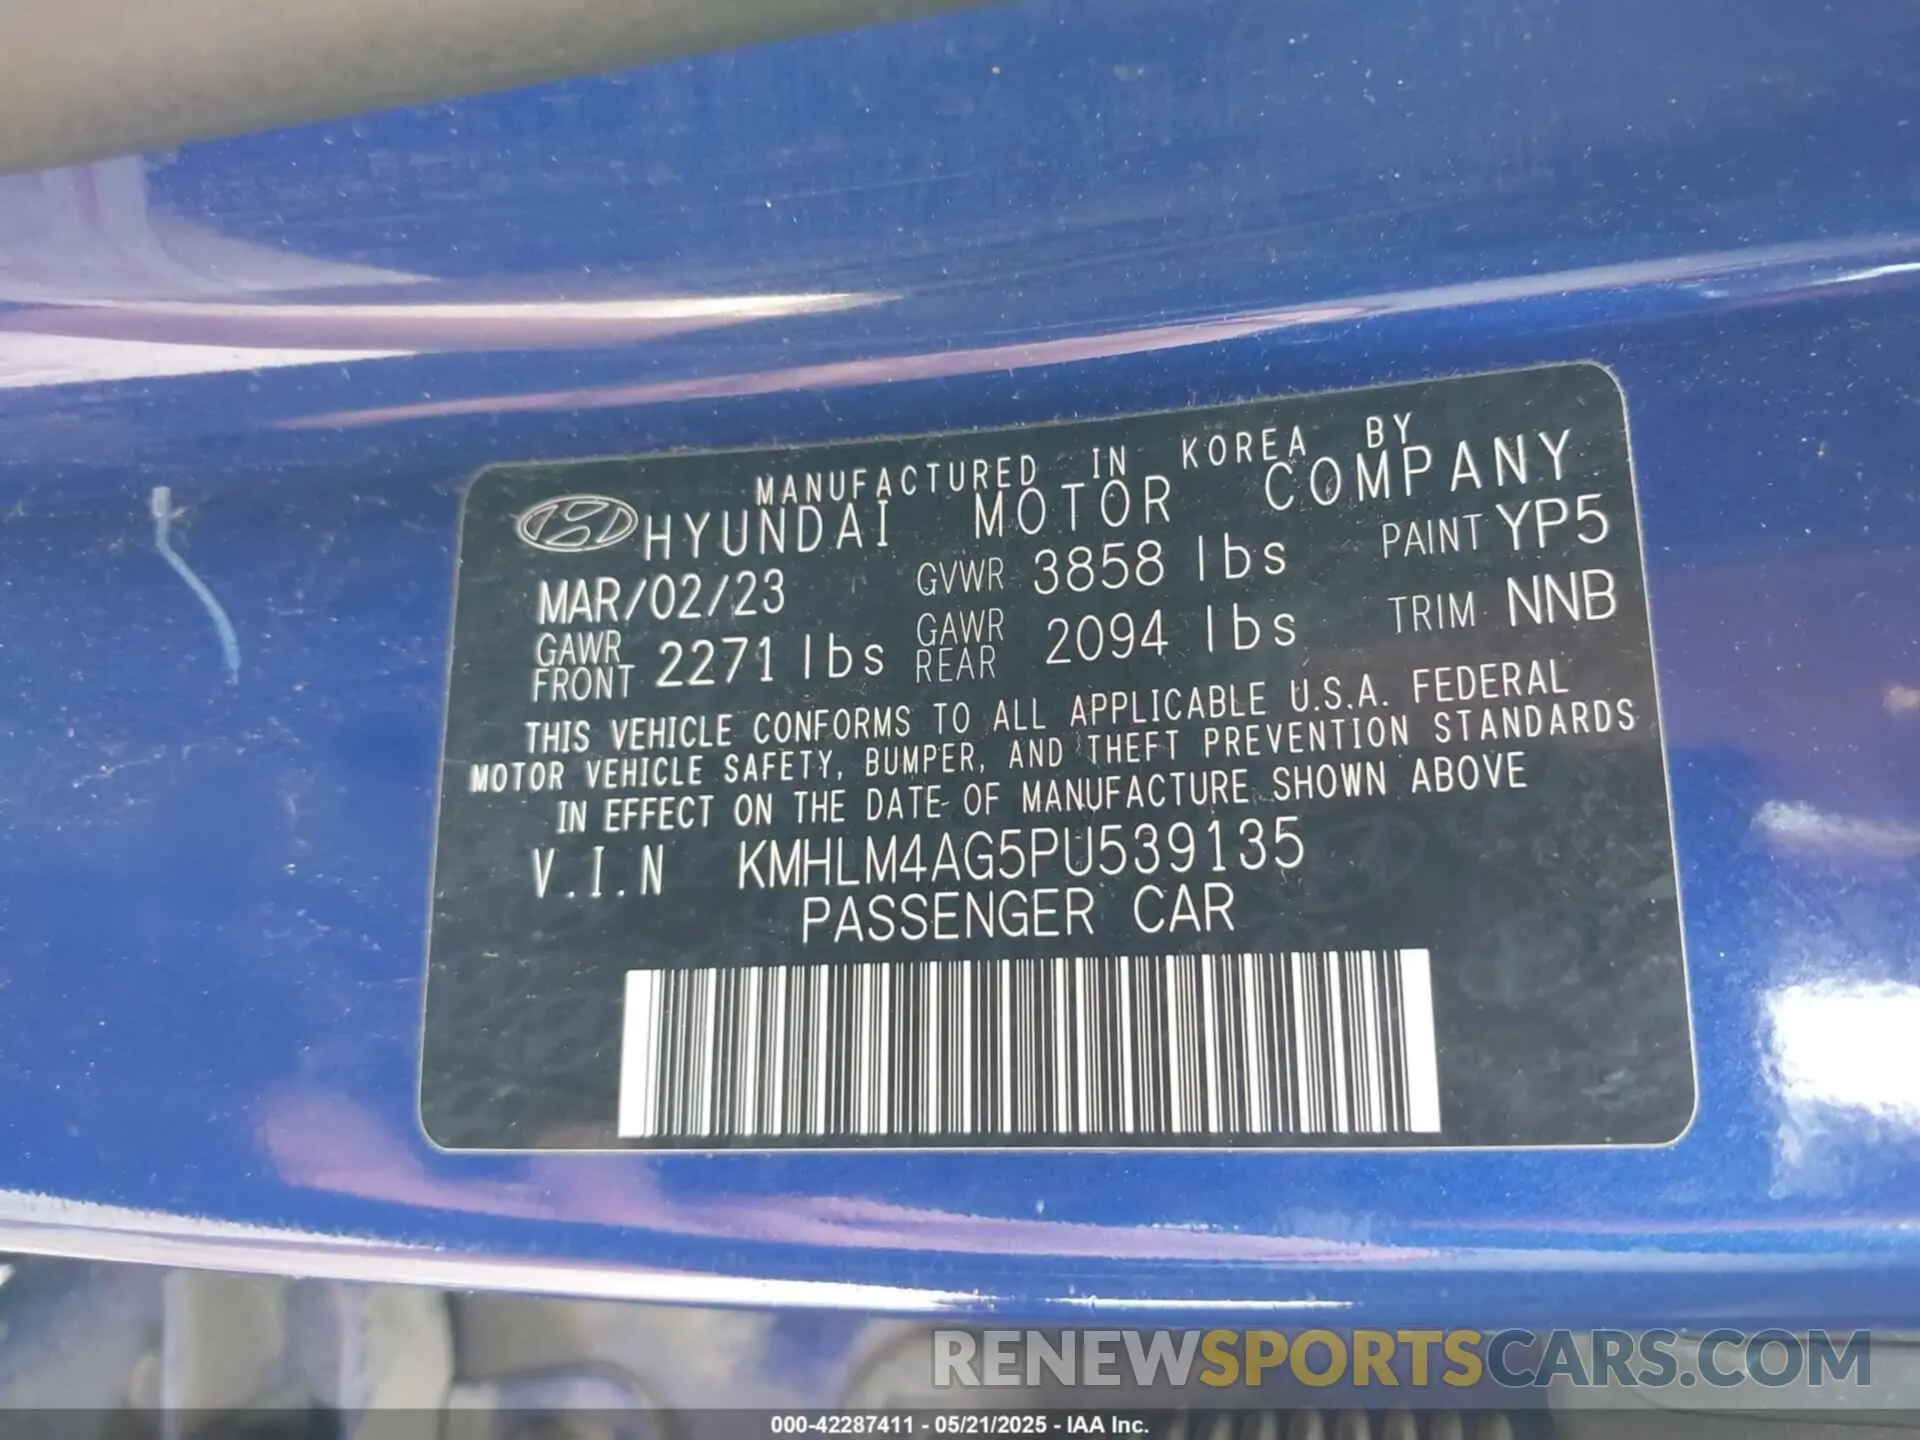 MANUFACTURED IN KOREA BY
HYUNDAI MOTOR COMPANY
MAR/02/23 GVWR 3858 lbs PAINT YP5
GAWR FRONT 2271 lbs GAWR REAR 2094 lbs TRIM NNB
THIS VEHICLE CONFORMS TO ALL APPLICABLE U.S.A. FEDERAL
MOTOR VEHICLE SAFETY, BUMPER, AND THEFT PREVENTION STANDARDS
IN EFFECT ON THE DATE OF MANUFACTURE SHOWN ABOVE
V.I.N KMHLM4AG5PU539135
PASSENGER CAR
RENEWSPORTSCARS.COM
000-42287411 - 05/21/2025 - IAA Inc.